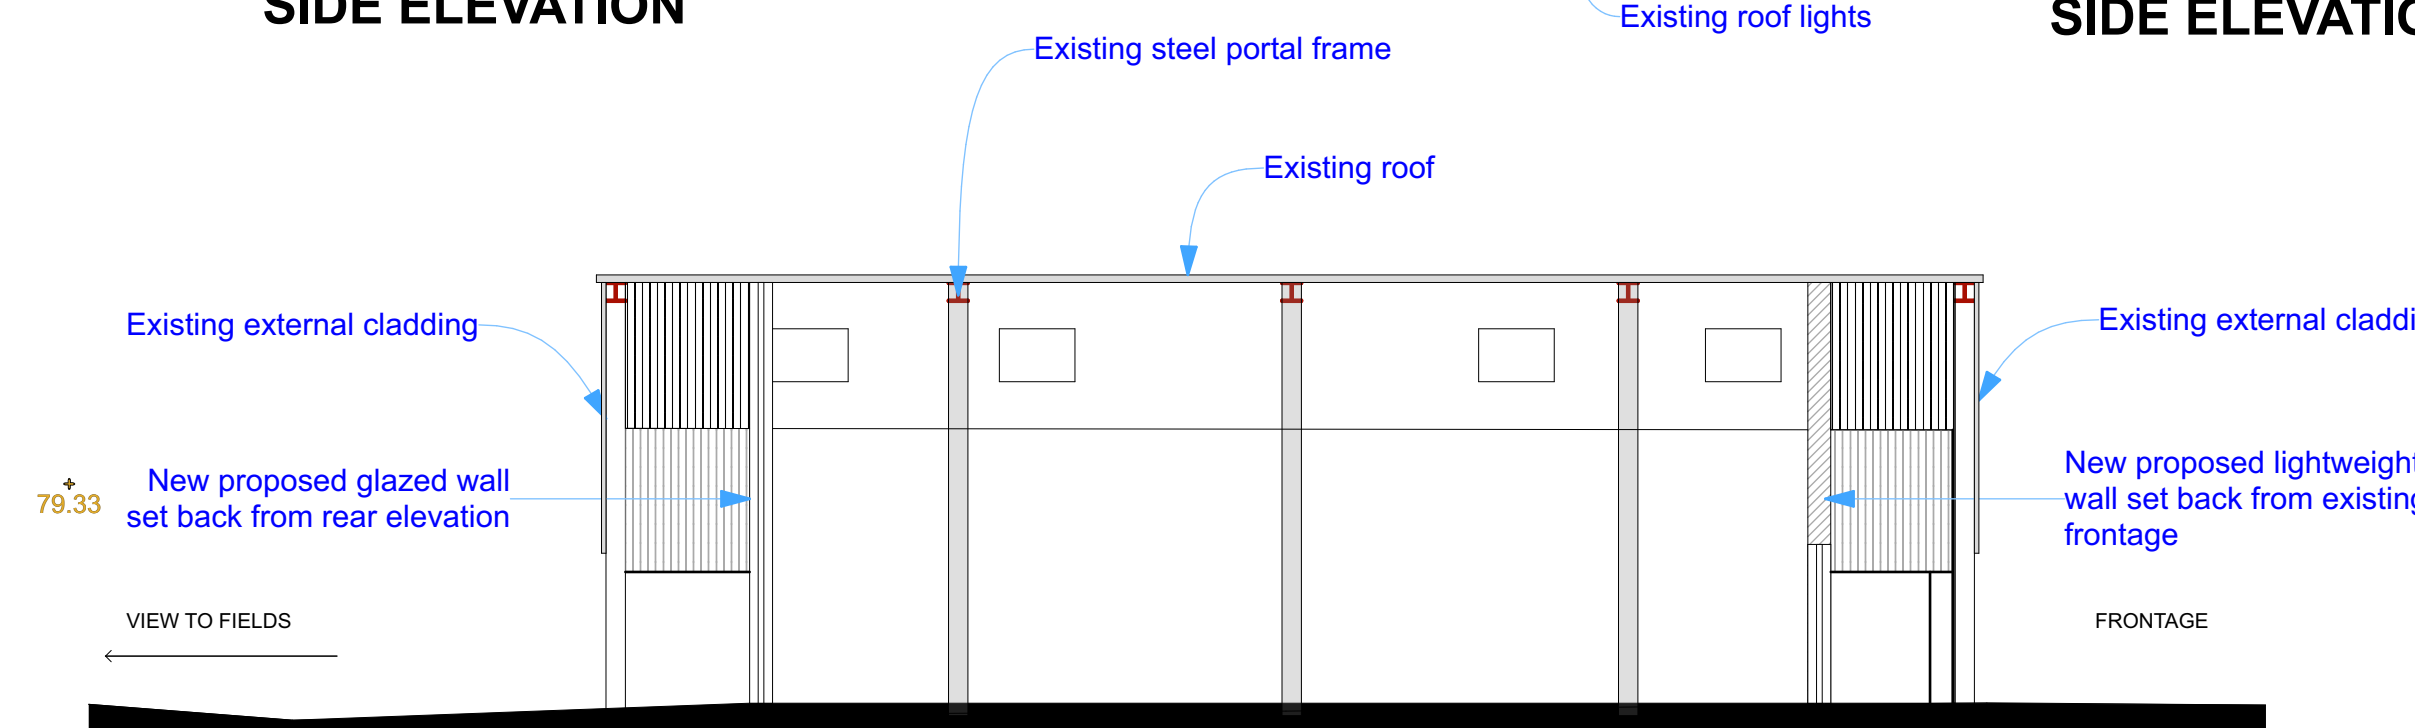 SIDE ELEVATION
Existing roof lights
SIDE ELEVATIO
Existing steel portal frame
Existing roof
Existing external cladding
Existing external claddi
New proposed glazed wall
set back from rear elevation
79.33
New proposed lightweight
wall set back from existing
frontage
VIEW TO FIELDS
FRONTAGE